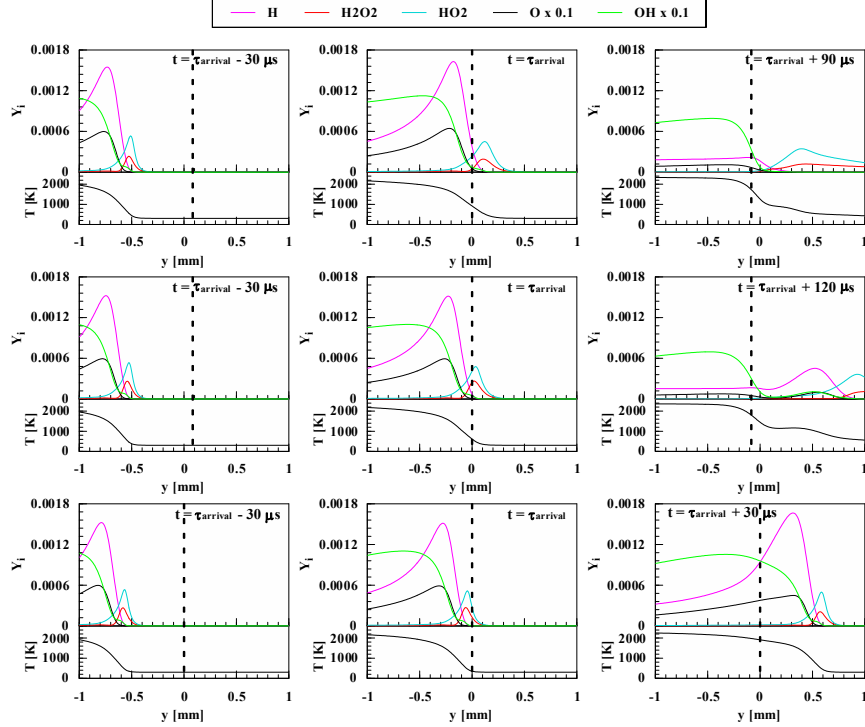 H H2O2 HO2 O x 0.1 OH x 0.1
t = τarrival - 30 μs t = τarrival t = τarrival + 90 μs
0.0018 0.0018 0.0018
0.0012 0.0012 0.0012
Yi Yi Yi
0.0006 0.0006 0.0006
0 0 0
2000 2000 2000
T [K] T [K] T [K]
1000 1000 1000
0 0 0
-1 -0.5 0 0.5 1 -1 -0.5 0 0.5 1 -1 -0.5 0 0.5 1
y [mm] y [mm] y [mm]
t = τarrival - 30 μs t = τarrival t = τarrival + 120 μs
0.0018 0.0018 0.0018
0.0012 0.0012 0.0012
Yi Yi Yi
0.0006 0.0006 0.0006
0 0 0
2000 2000 2000
T [K] T [K] T [K]
1000 1000 1000
0 0 0
-1 -0.5 0 0.5 1 -1 -0.5 0 0.5 1 -1 -0.5 0 0.5 1
y [mm] y [mm] y [mm]
t = τarrival - 30 μs t = τarrival t = τarrival + 30 μs
0.0018 0.0018 0.0018
0.0012 0.0012 0.0012
Yi Yi Yi
0.0006 0.0006 0.0006
0 0 0
2000 2000 2000
T [K] T [K] T [K]
1000 1000 1000
0 0 0
-1 -0.5 0 0.5 1 -1 -0.5 0 0.5 1 -1 -0.5 0 0.5 1
y [mm] y [mm] y [mm]